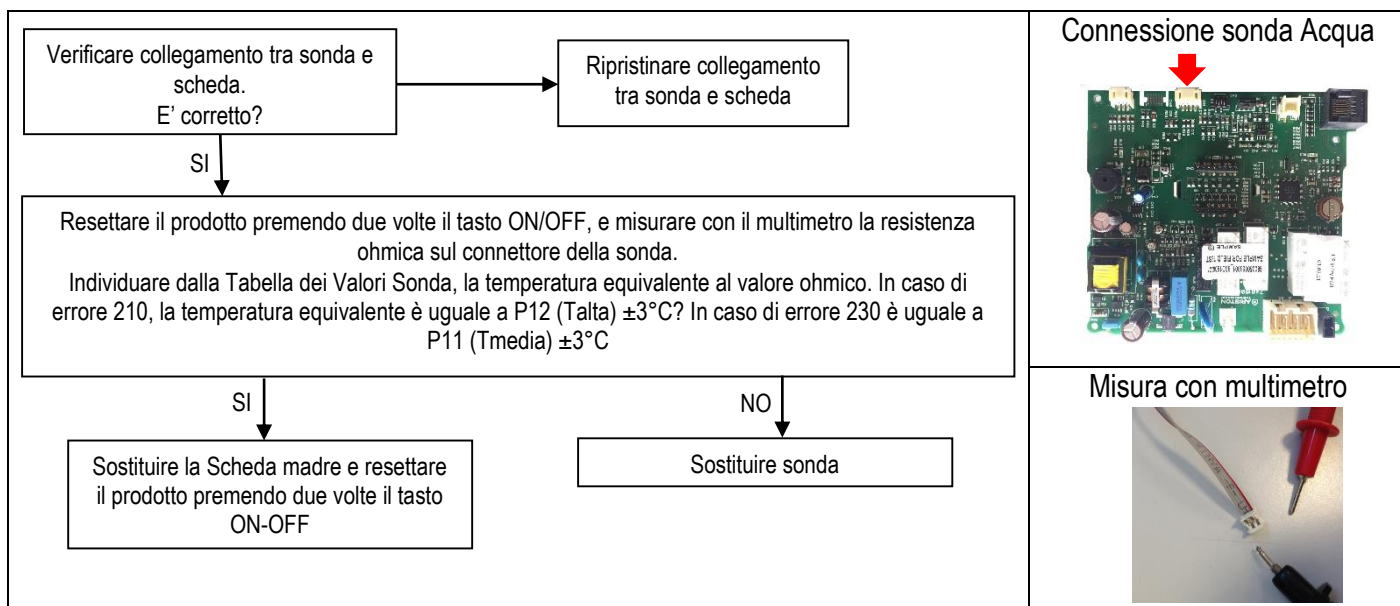 Verificare collegamento tra sonda e
scheda.
E' corretto?
Ripristinare collegamento
tra sonda e scheda
SI
Resettare il prodotto premendo due volte il tasto ON/OFF, e misurare con il multimetro la resistenza
ohmica sul connettore della sonda.
Individuare dalla Tabella dei Valori Sonda, la temperatura equivalente al valore ohmico. In caso di
errore 210, la temperatura equivalente è uguale a P12 (Talta) ±3°C? In caso di errore 230 è uguale a
P11 (Tmedia) ±3°C
SI
NO
Sostituire la Scheda madre e resettare
il prodotto premendo due volte il tasto
ON-OFF
Sostituire sonda
Connessione sonda Acqua
ARISTON
Misura con multimetro